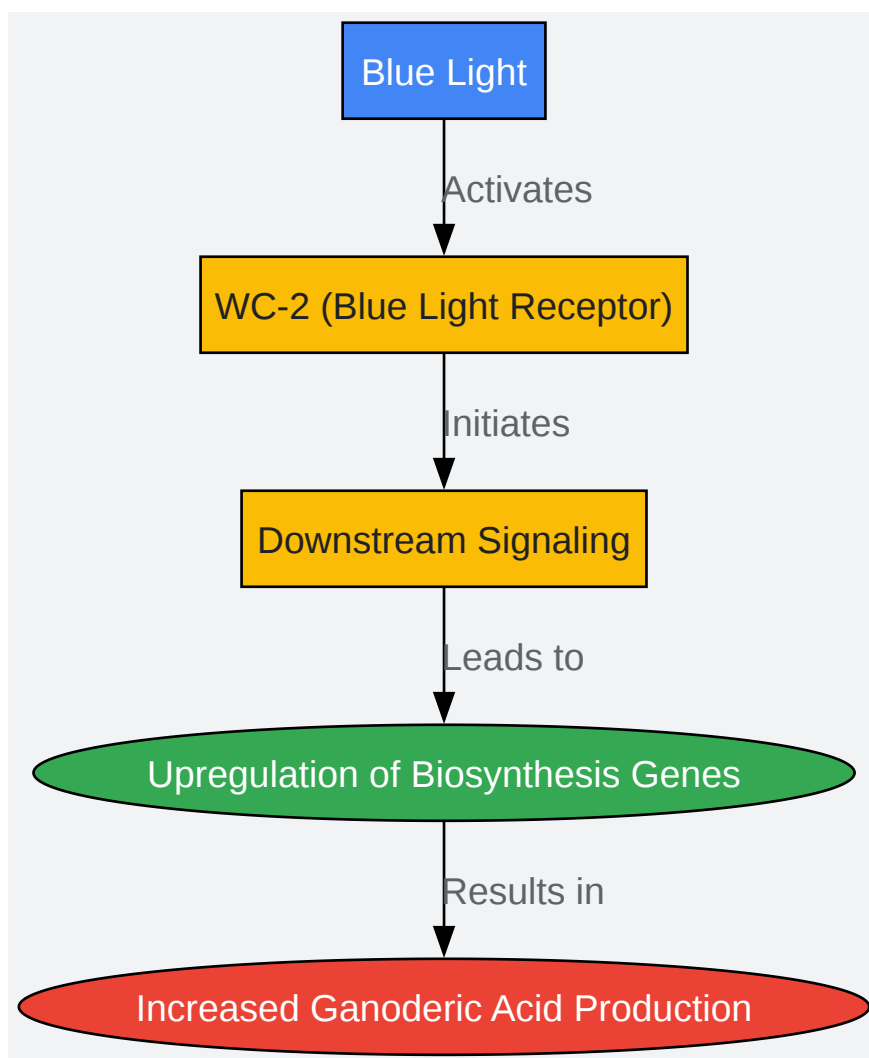 Blue Light
Activates
WC-2 (Blue Light Receptor)
Initiates
Downstream Signaling
Leads to
Upregulation of Biosynthesis Genes
Results in
Increased Ganoderic Acid Production